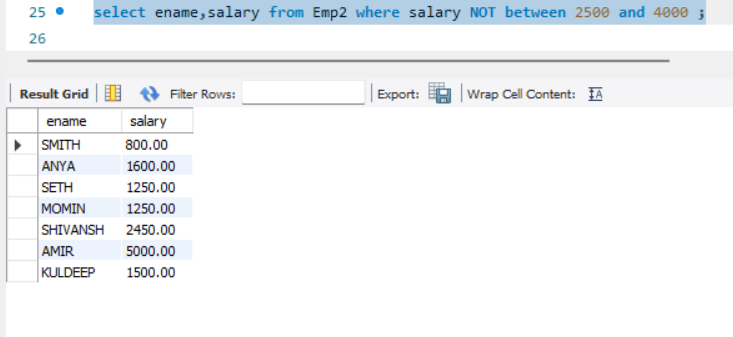 25 select ename,salary from Emp2 where salary NOT between 2500 and 4000 ;
26
Result Grid Filter Rows: Export: Wrap Cell Content: IA
ename salary
SMITH 800.00
ANYA 1600.00
SETH 1250.00
MOMIN 1250.00
SHIVANSH 2450.00
AMIR 5000.00
KULDEEP 1500.00